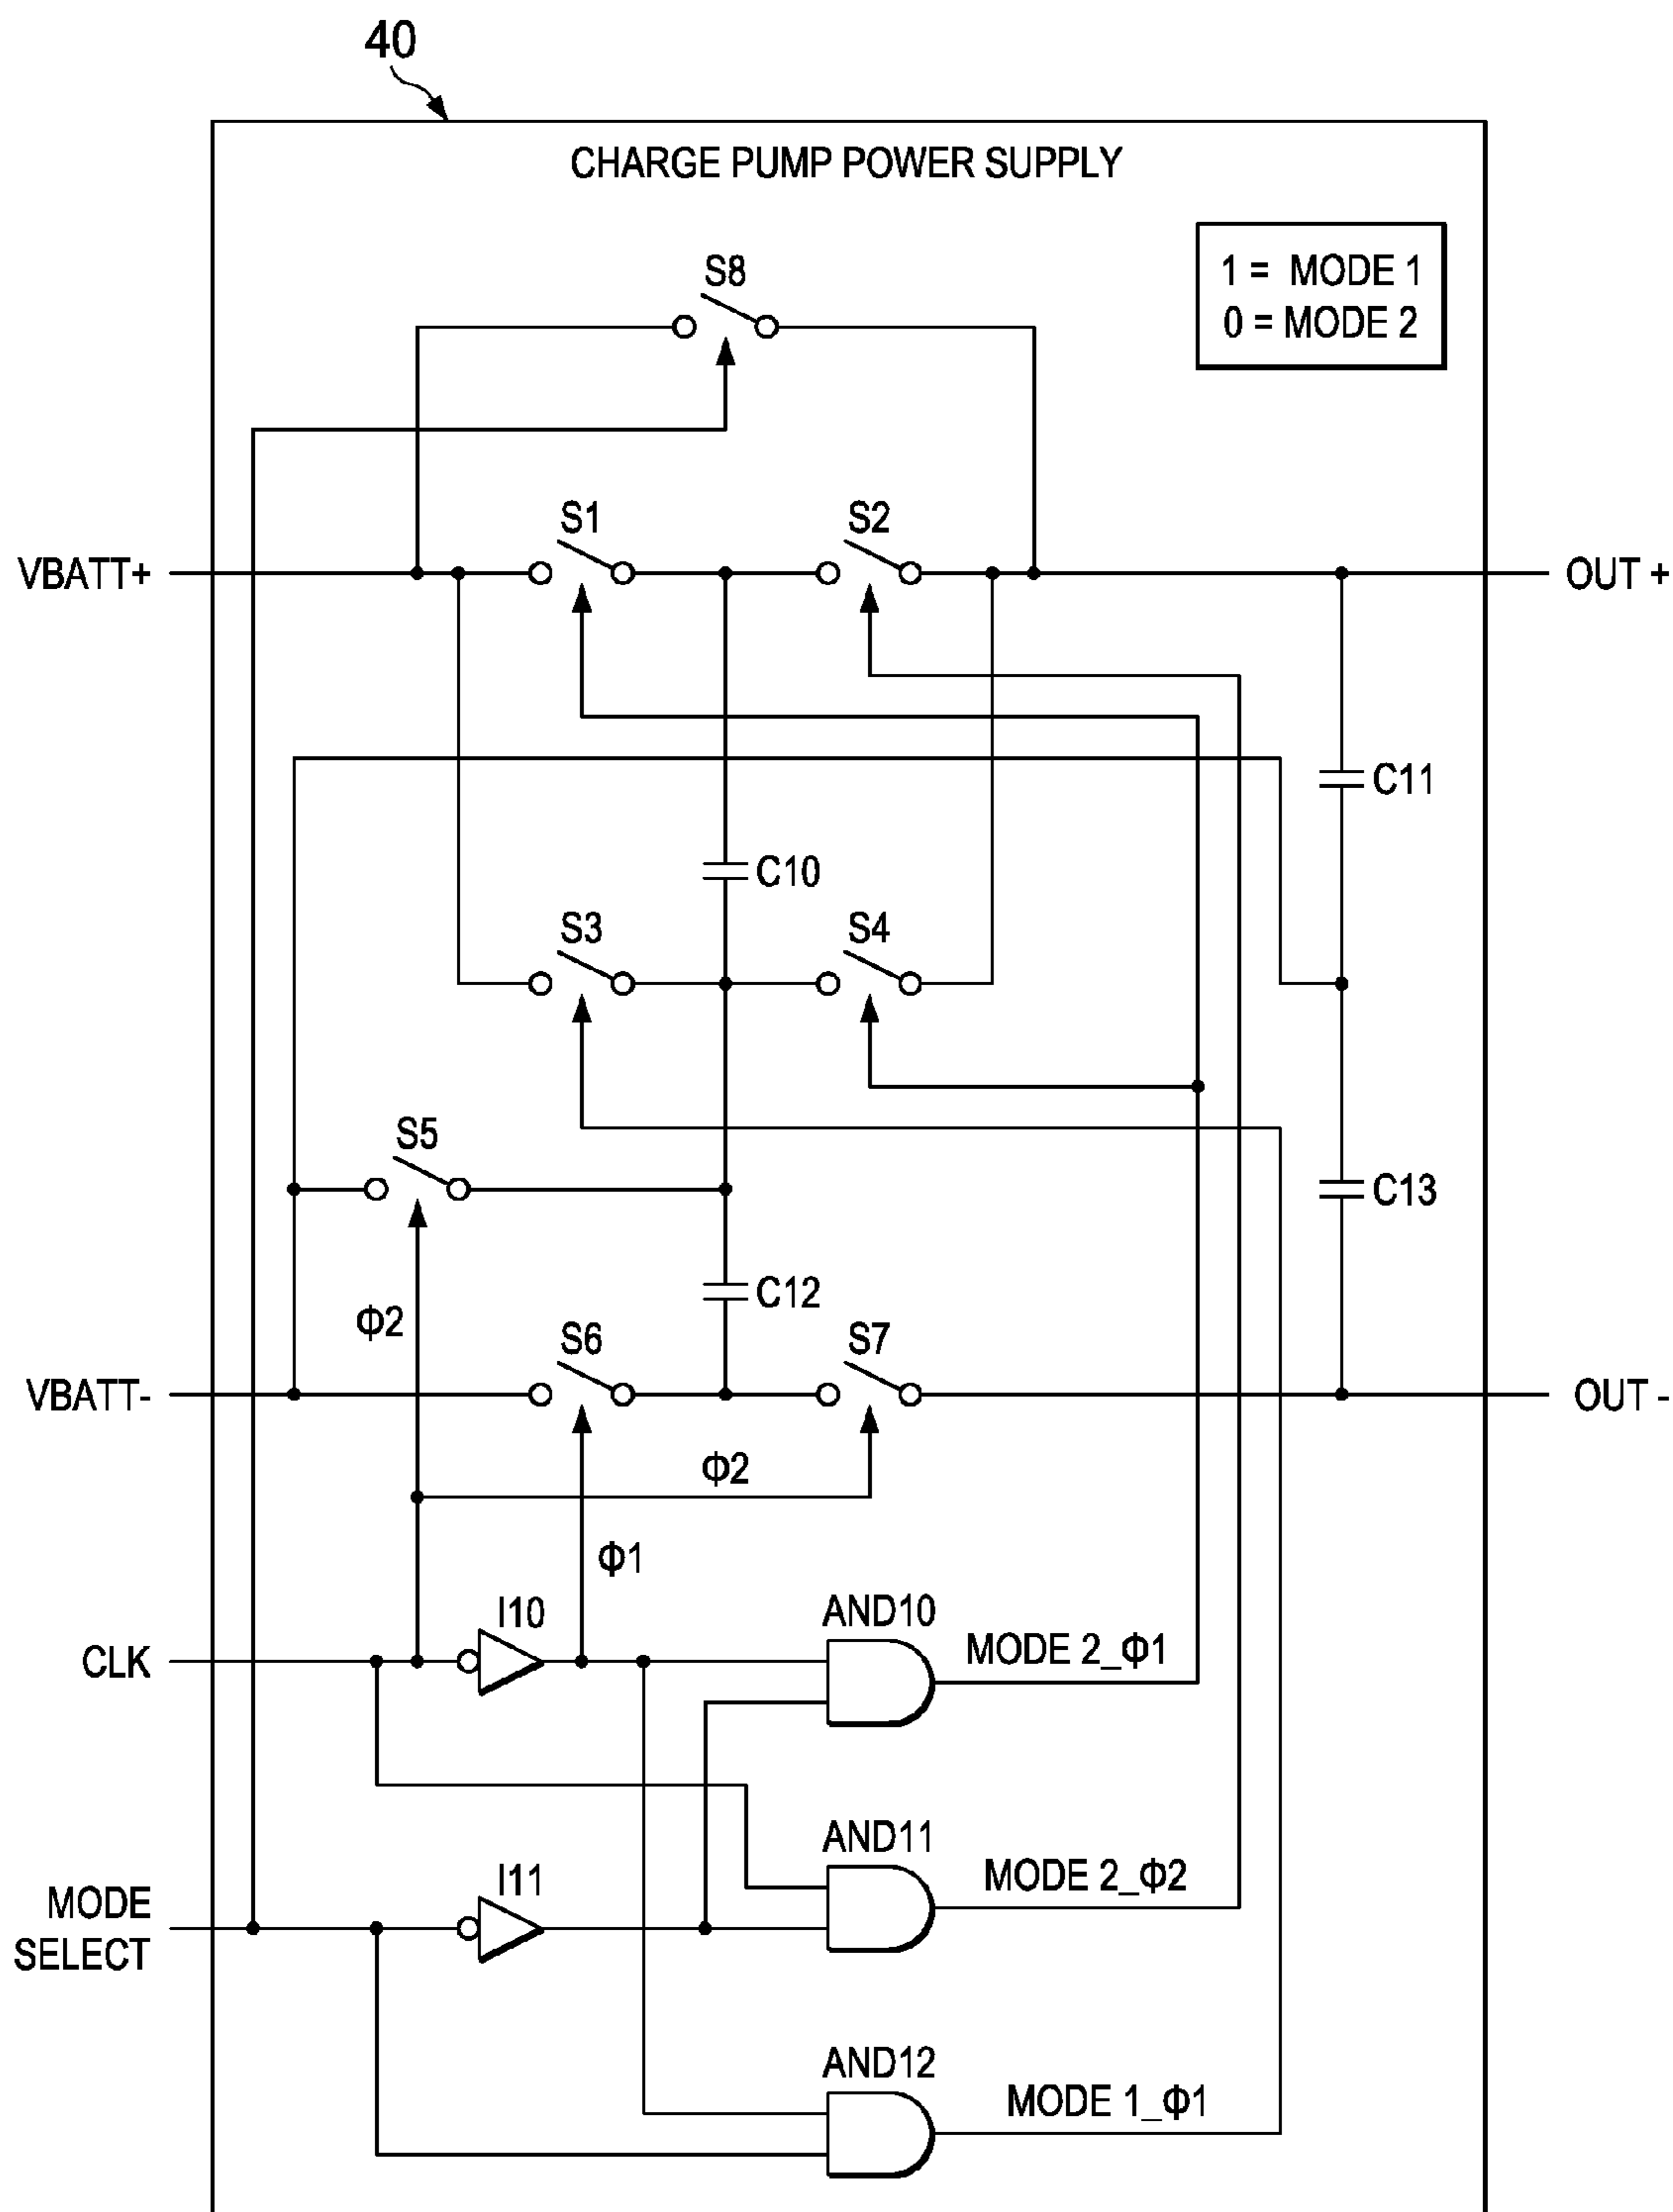 40
CHARGE PUMP POWER SUPPLY
1 = MODE 1
0 = MODE 2
S8
S1
S2
VBATT+
OUT +
C11
C10
S3
S4
S5
C13
C12
Φ2
S6
S7
VBATT-
OUT -
Φ2
Φ1
I10
AND10
CLK
MODE 2_Φ1
AND11
I11
MODE 2_Φ2
MODE
SELECT
AND12
MODE 1_Φ1